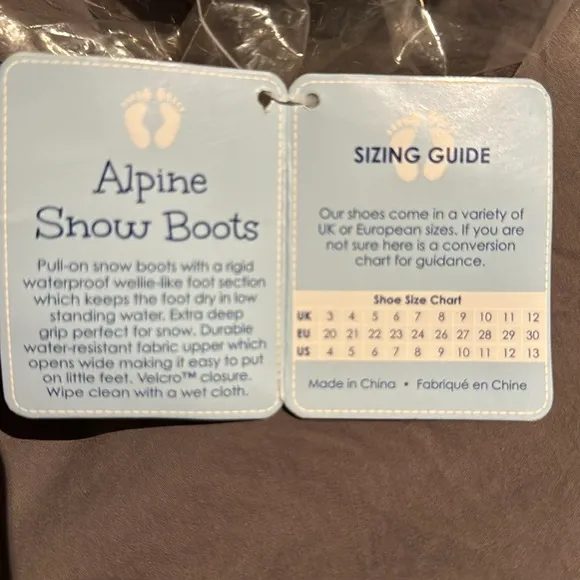 Alpine
Snow Boots
Pull-on snow boots with a rigid
waterproof wellie-like foot section
which keeps the foot dry in low
standing water. Extra deep
grip perfect for snow. Durable
water-resistant fabric upper which
opens wide making it easy to put
on little feet. Velcro™ closure.
Wipe clean with a wet cloth.
SIZING GUIDE
Our shoes come in a variety of
UK or European sizes. If you are
not sure here is a conversion
chart for guidance.
Shoe Size Chart
UK 3 4 5 6 7 8 9 10 11 12
EU 20 21 22 23 24 26 27 28 29 30
US 4 5 6 7 8 9 10 11 12 13
Made in China • Fabriqué en Chine